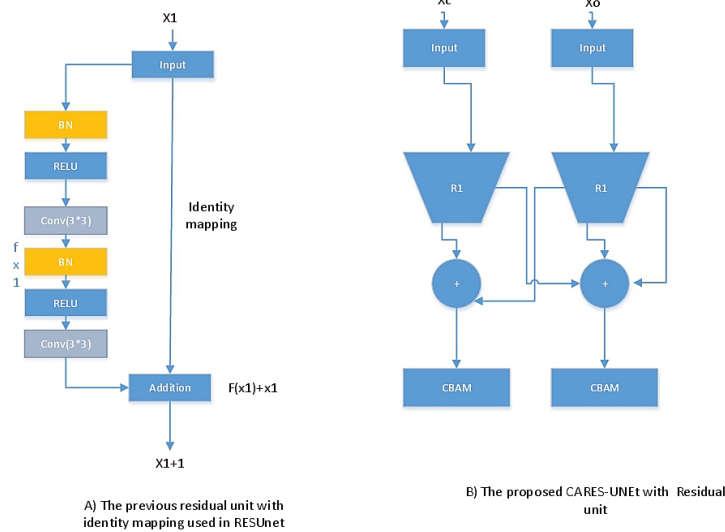 X1
Input
BN
RELU
Conv(3*3)
f
x
1
BN
RELU
Conv(3*3)
Identity
mapping
Addition
F(x1)+x1
X1+1
A) The previous residual unit with
identity mapping used in RESUnet
Xc
Xo
Input
Input
R1
R1
+
+
CBAM
CBAM
B) The proposed CARES-UNEt with Residual
unit